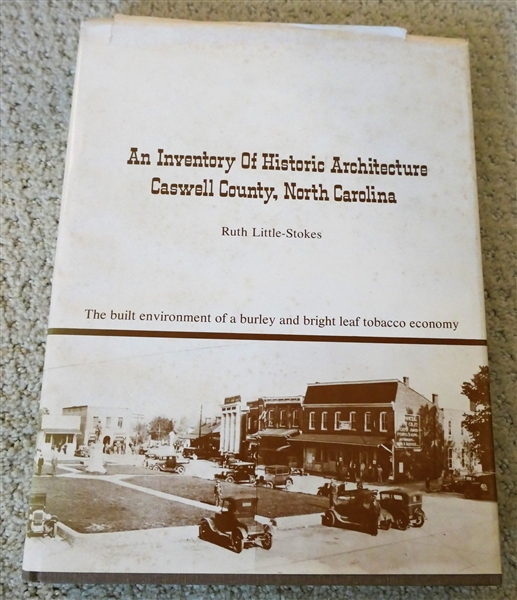 An Inventory Of Historic Architecture
Caswell County, North Carolina
Ruth Little-Stokes
The built environment of a burley and bright leaf tobacco economy